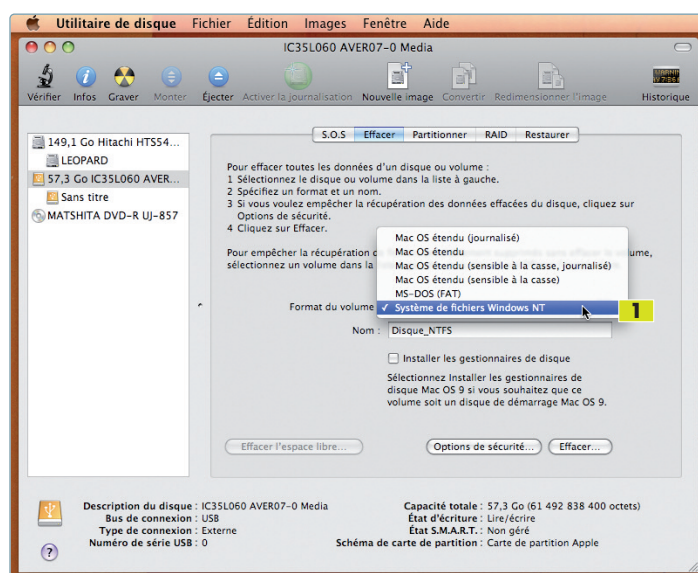 Utilitaire de disque Fichier Édition Images Fenêtre Aide
IC35L060 AVER07-0 Media
Vérifier Infos Graver Monter Éjecter Activer la journalisation Nouvelle image Convertir Redimensionner l'image Historique
149,1 Go Hitachi HTS54...
LEOPARD
57,3 Go IC35L060 AVER...
Sans titre
MATSHITA DVD-R UJ-857
S.O.S Effacer Partitionner RAID Restaurer
Pour effacer toutes les données d'un disque ou volume :
1 Sélectionnez le disque ou volume dans la liste à gauche.
2 Spécifiez un format et un nom.
3 Si vous voulez empêcher la récupération des données effacées du disque, cliquez sur
Options de sécurité.
4 Cliquez sur Effacer.
Pour empêcher la récupération
sélectionnez un volume dans la
ume,
Mac OS étendu (journalisé)
Mac OS étendu
Mac OS étendu (sensible à la casse, journalisé)
Mac OS étendu (sensible à la casse)
MS-DOS (FAT)
Format du volume ✓ Système de fichiers Windows NT
1
Nom : Disque_NTFS
Installer les gestionnaires de disque
Sélectionnez Installer les gestionnaires de
disque Mac OS 9 si vous souhaitez que ce
volume soit un disque de démarrage Mac OS 9.
Effacer l'espace libre... Options de sécurité... Effacer...
Description du disque : IC35L060 AVER07-0 Media
Bus de connexion : USB
Type de connexion : Externe
Numéro de série USB : 0
Capacité totale : 57,3 Go (61 492 838 400 octets)
État d'écriture : Lire/écrire
État S.M.A.R.T. : Non géré
Schéma de carte de partition : Carte de partition Apple
?